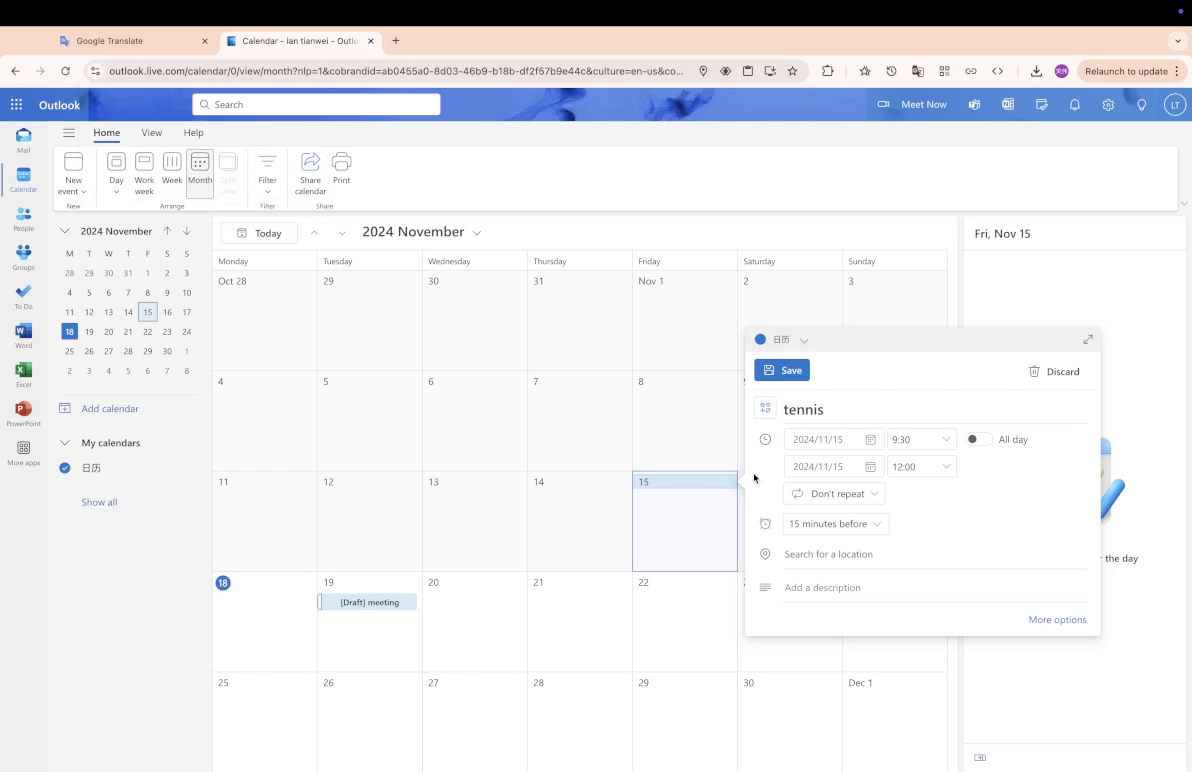 Google Translate
Calendar - Ian tianwei - Outlo
outlook.live.com/calendar/0/view/month?nlp=1&cobrandid=ab0455a0-8d03-46b9-b18b-df2f57b9e44c&culture=en-us&co...
天伟
Relaunch to update
Outlook
Search
Meet Now
LT
Home View Help
Mail
Calendar
People
Groups
To Do
Word
Excel
PowerPoint
More apps
New event
Day
Work week
Week
Month
Split view
Filter
Share calendar
Print
New
Arrange
Filter
Share
2024 November
M T W T F S S
28 29 30 31 1 2 3
4 5 6 7 8 9 10
11 12 13 14 15 16 17
18 19 20 21 22 23 24
25 26 27 28 29 30 1
2 3 4 5 6 7 8
Add calendar
My calendars
日历
Show all
Today
2024 November
Monday Tuesday Wednesday Thursday Friday Saturday Sunday
Oct 28 29 30 31 Nov 1 2 3
4 5 6 7 8
11 12 13 14 15
18 19 20 21 22
[Draft] meeting
25 26 27 28 29 30 Dec 1
日历
Save
Discard
tennis
2024/11/15 9:30 All day
2024/11/15 12:00
Don't repeat
15 minutes before
Search for a location
Add a description
More options
Fri, Nov 15
the day